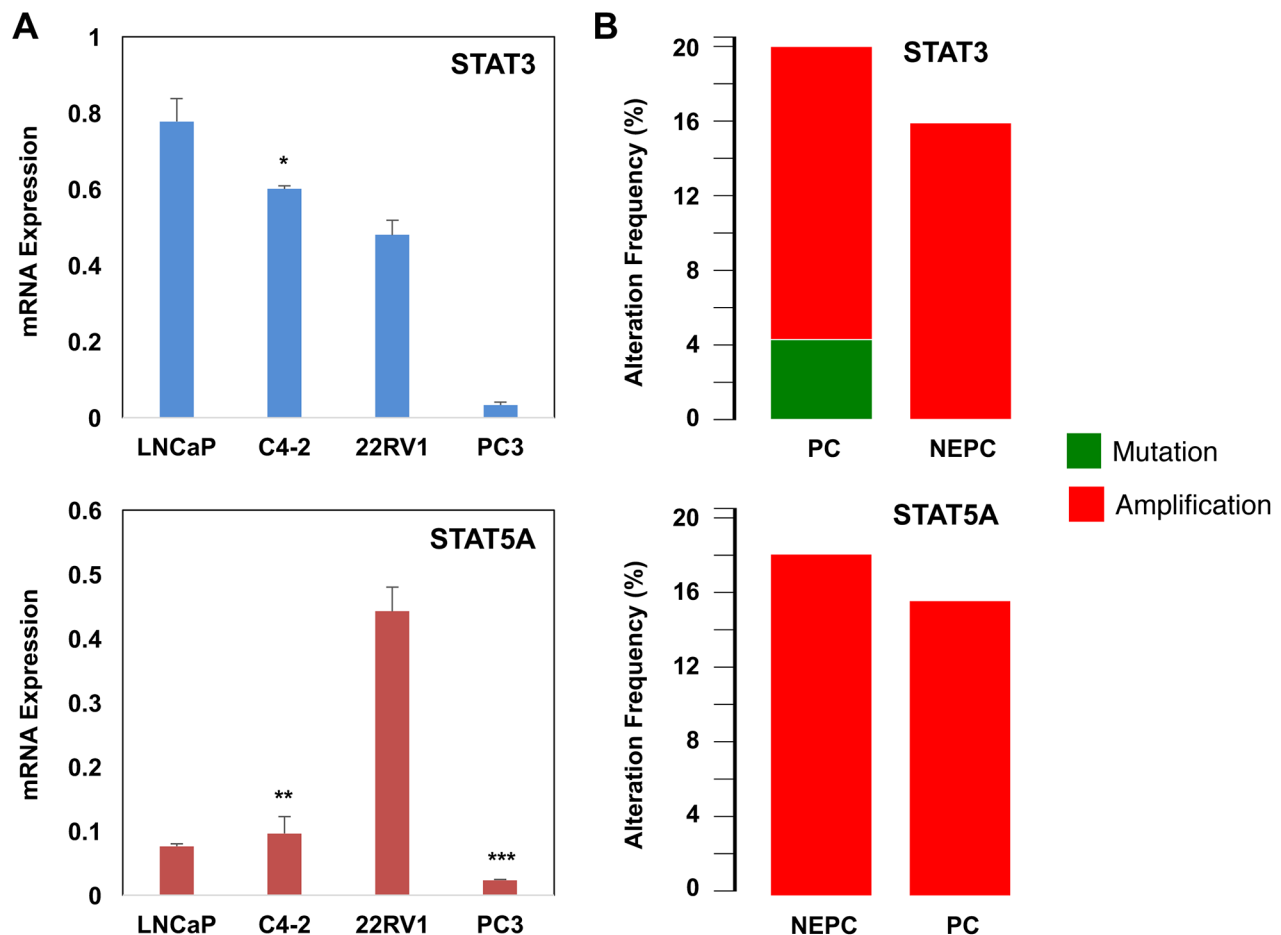 A
STAT3
mRNA Expression
1
0.8
0.6
0.4
0.2
0
*
LNCaP C4-2 22RV1 PC3
STAT5A
mRNA Expression
0.6
0.5
0.4
0.3
0.2
0.1
0
** ***
LNCaP C4-2 22RV1 PC3
B
STAT3
Alteration Frequency (%)
20
16
12
8
4
0
PC NEPC
STAT5A
Alteration Frequency (%)
20
16
12
8
4
0
NEPC PC
Mutation
Amplification